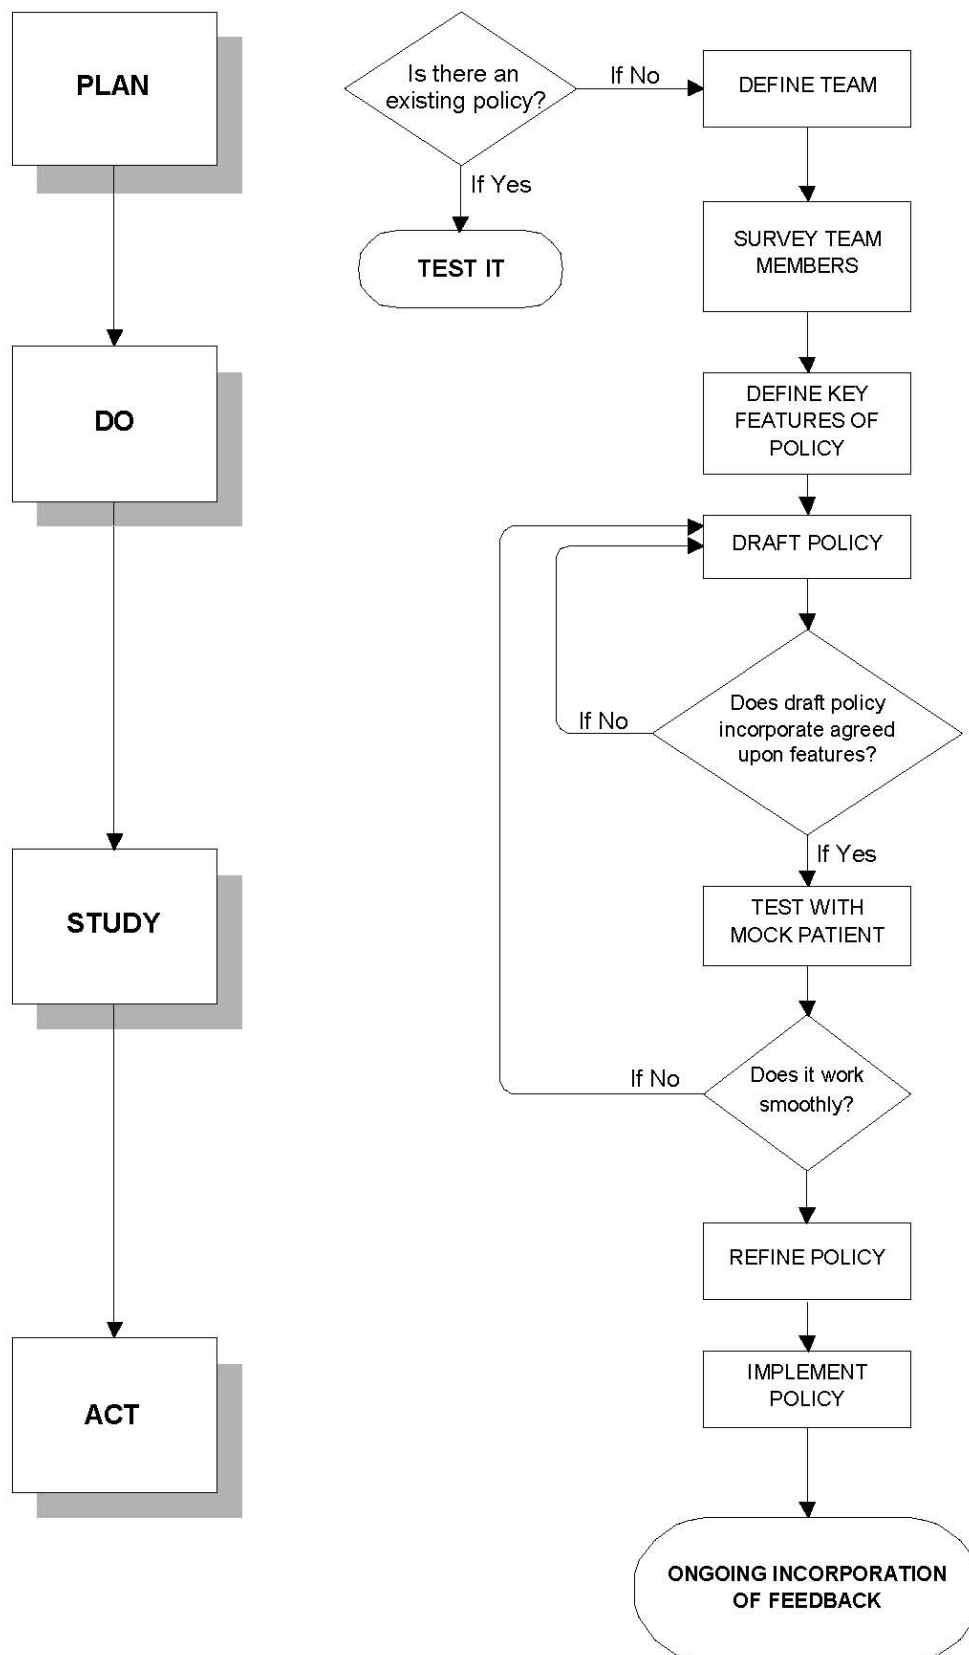 PLAN
DO
STUDY
ACT
Is there an
existing policy?
If No
If Yes
TEST IT
DEFINE TEAM
SURVEY TEAM
MEMBERS
DEFINE KEY
FEATURES OF
POLICY
DRAFT POLICY
Does draft policy
incorporate agreed
upon features?
If No
If Yes
TEST WITH
MOCK PATIENT
Does it work
smoothly?
If No
REFINE POLICY
IMPLEMENT
POLICY
ONGOING INCORPORATION
OF FEEDBACK